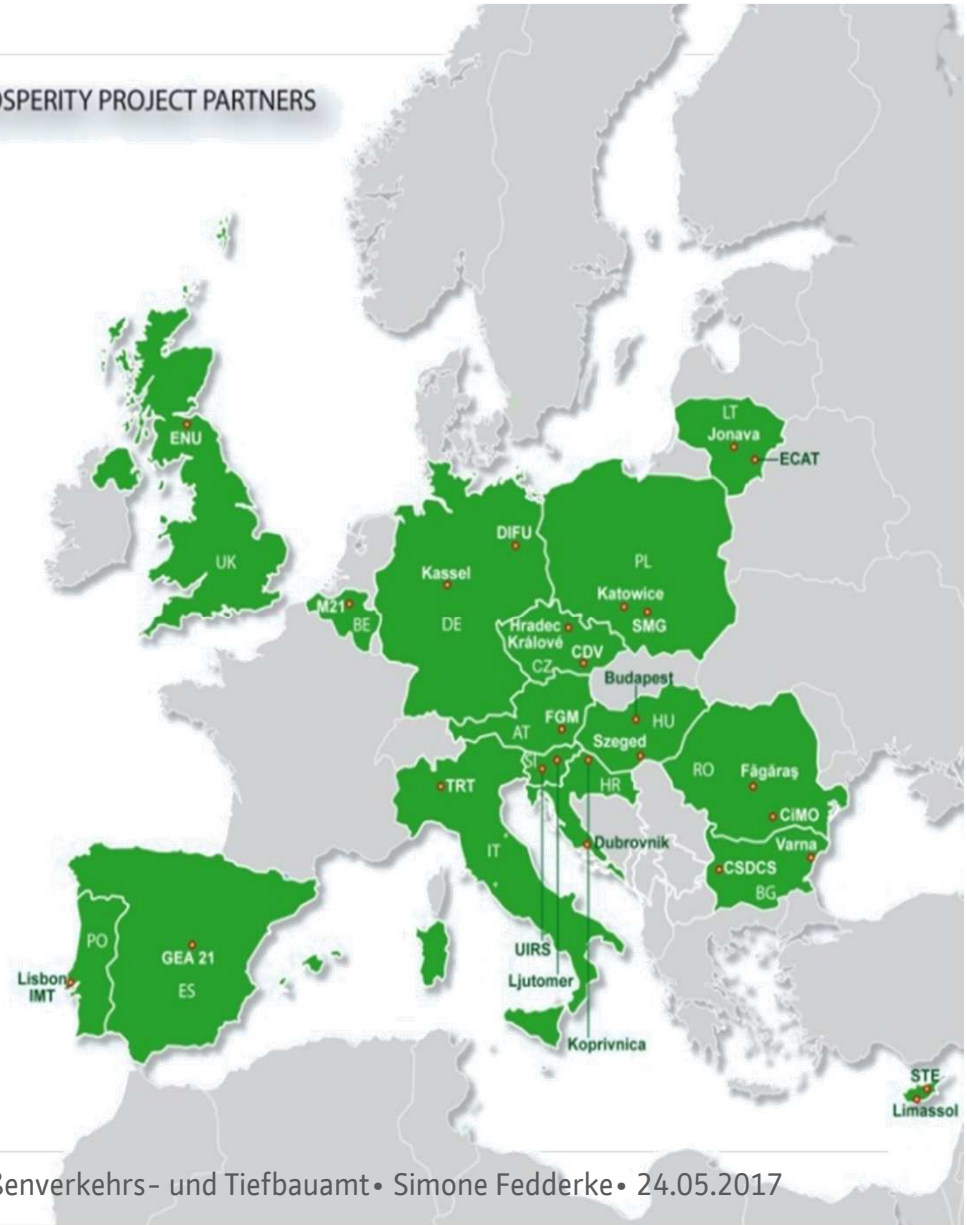 OSPERITY PROJECT PARTNERS
ENU
UK
LT
Jonava
ECAT
DIFU
Kassel
DE
PL
Katowice
SMG
M21
BE
Hradec
Králové
CDV
CZ
Budapest
HU
Szeged
FGM
AT
SI
HR
TRT
IT
RO
Făgăraş
CiMO
Varna
CSDCS
BG
Dubrovnik
UIRS
Ljutomer
Koprivnica
PO
Lisbon
IMT
GEA 21
ES
STE
Limassol
ßenverkehrs- und Tiefbauamt• Simone Fedderke• 24.05.2017